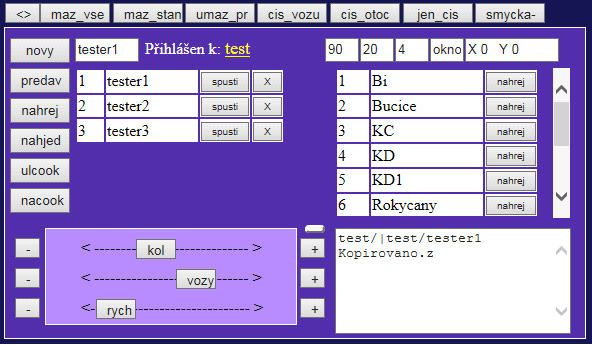 <> maz_vse maz_stan umaz_pr cis_vozu cis_otoc jen_cis smycka-
novy tester1 Přihlášen k: test 90 20 4 okno X 0 Y 0
predav 1 tester1 spusti X 1 Bi nahrej
nahrej 2 tester2 spusti X 2 Bucice nahrej
nahjed 3 tester3 spusti X 3 KC nahrej
ulcook 4 KD nahrej
5 KD1 nahrej
nacook 6 Rokycany nahrej
- < ------- kol ------- > + test/|test/tester1
Kopirovano.z
- < ------- vozy ------- > +
- < ------- rych ------- > +